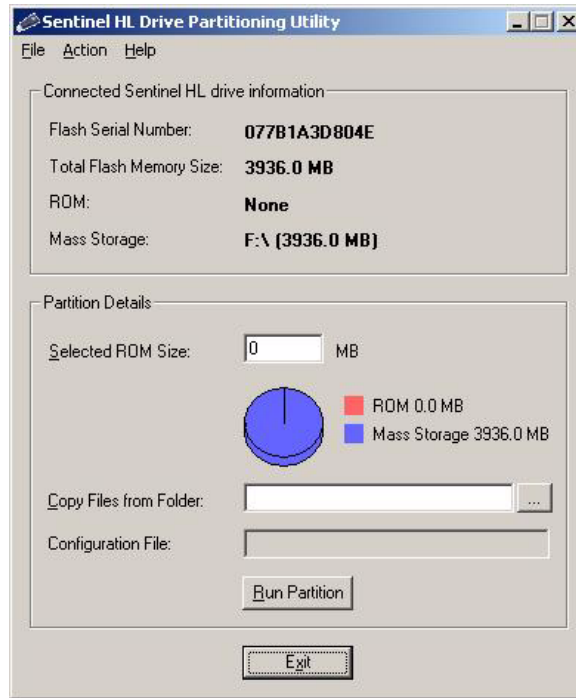 Sentinel HL Drive Partitioning Utility
File Action Help
Connected Sentinel HL drive information
Flash Serial Number: 077B1A3D804E
Total Flash Memory Size: 3936.0 MB
ROM: None
Mass Storage: F:\ (3936.0 MB)
Partition Details
Selected ROM Size: 0 MB
ROM 0.0 MB
Mass Storage 3936.0 MB
Copy Files from Folder: ...
Configuration File:
Run Partition
Exit